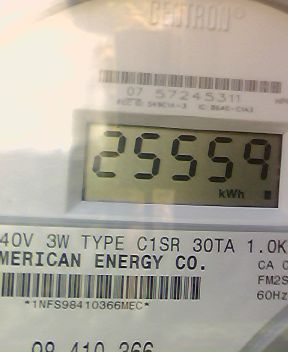 CENTRON®
07 57245311
25559
kWh
40V 3W TYPE C1SR 30TA 1.0K
MERICAN ENERGY CO.
CA 0
FM2S
60Hz
*1NFS98410366MEC*
98 410 366